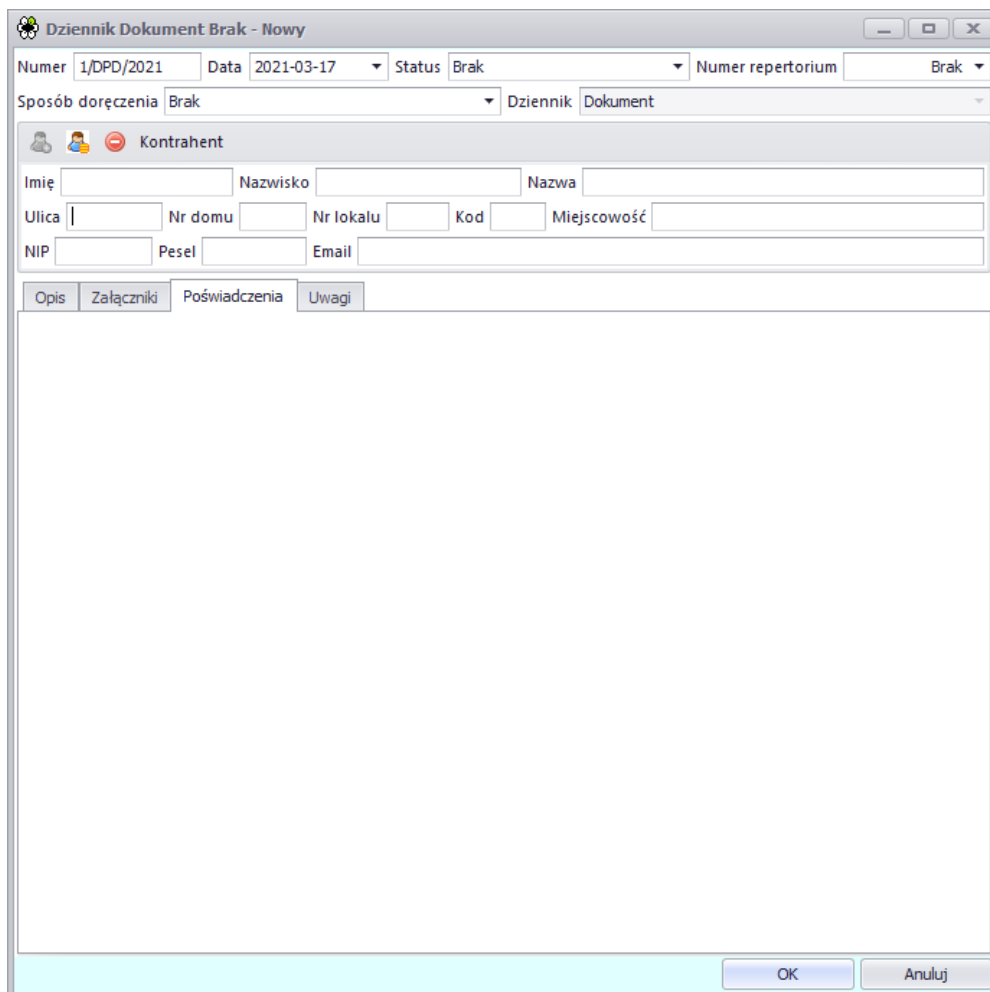 Dziennik Dokument Brak - Nowy
Numer 1/DPD/2021 Data 2021-03-17 Status Brak Numer repertorium Brak
Sposób doręczenia Brak Dziennik Dokument
Kontrahent
Imię Nazwisko Nazwa
Ulica Nr domu Nr lokalu Kod Miejscowość
NIP Pesel Email
Opis Załączniki Poświadczenia Uwagi
OK Anuluj